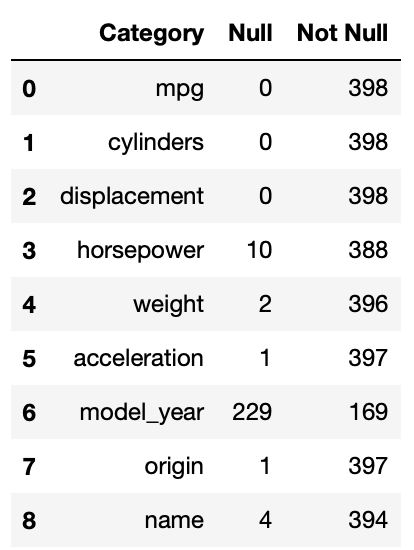 Category Null Not Null
0 mpg 0 398
1 cylinders 0 398
2 displacement 0 398
3 horsepower 10 388
4 weight 2 396
5 acceleration 1 397
6 model_year 229 169
7 origin 1 397
8 name 4 394